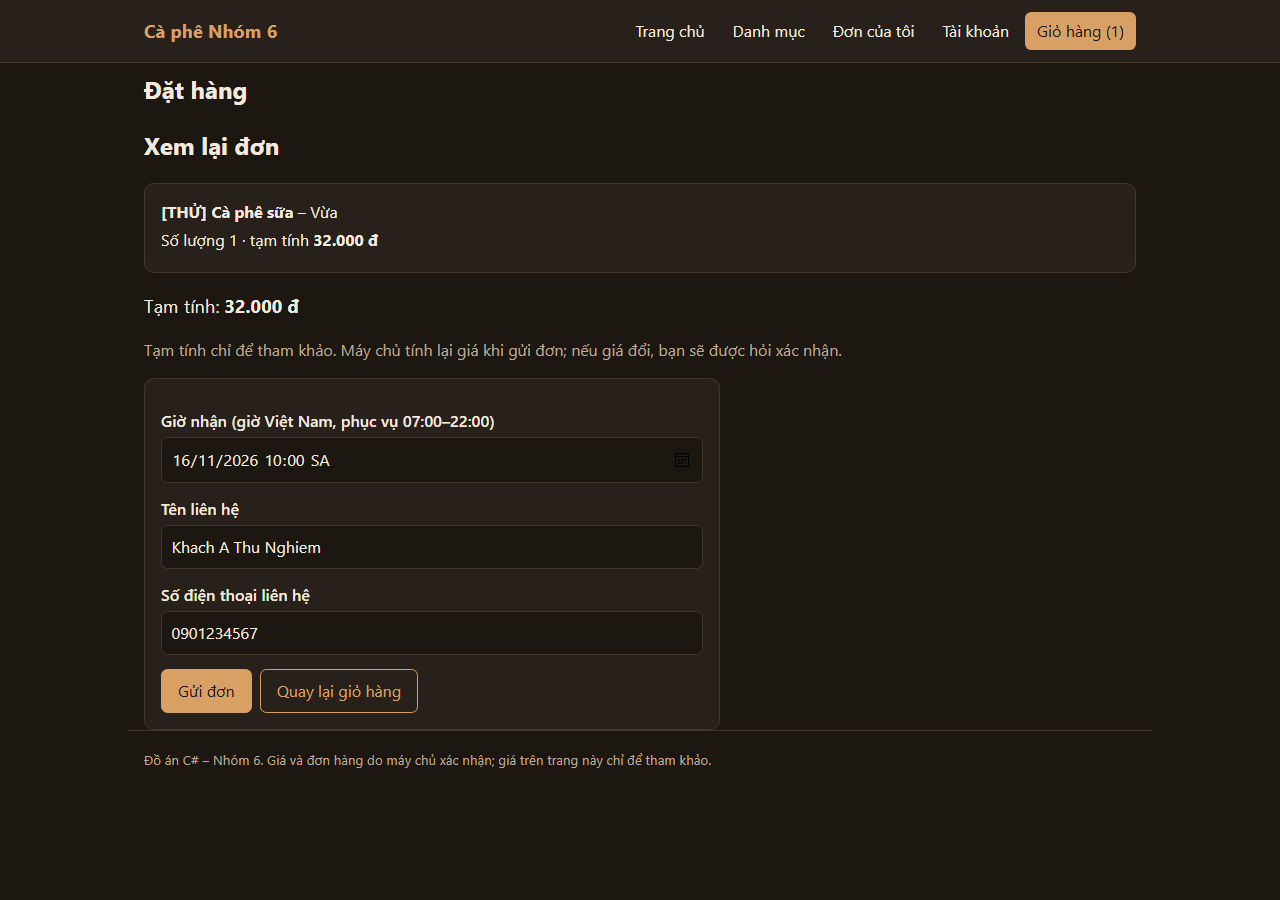 Cà phê Nhóm 6
Trang chủ Danh mục Đơn của tôi Tài khoản Giỏ hàng (1)
Đặt hàng
Xem lại đơn
[THỬ] Cà phê sữa – Vừa
Số lượng 1 · tạm tính 32.000 đ
Tạm tính: 32.000 đ
Tạm tính chỉ để tham khảo. Máy chủ tính lại giá khi gửi đơn; nếu giá đổi, bạn sẽ được hỏi xác nhận.
Giờ nhận (giờ Việt Nam, phục vụ 07:00–22:00)
16/11/2026 10:00 SA
Tên liên hệ
Khach A Thu Nghiem
Số điện thoại liên hệ
0901234567
Gửi đơn Quay lại giỏ hàng
Đồ án C# – Nhóm 6. Giá và đơn hàng do máy chủ xác nhận; giá trên trang này chỉ để tham khảo.